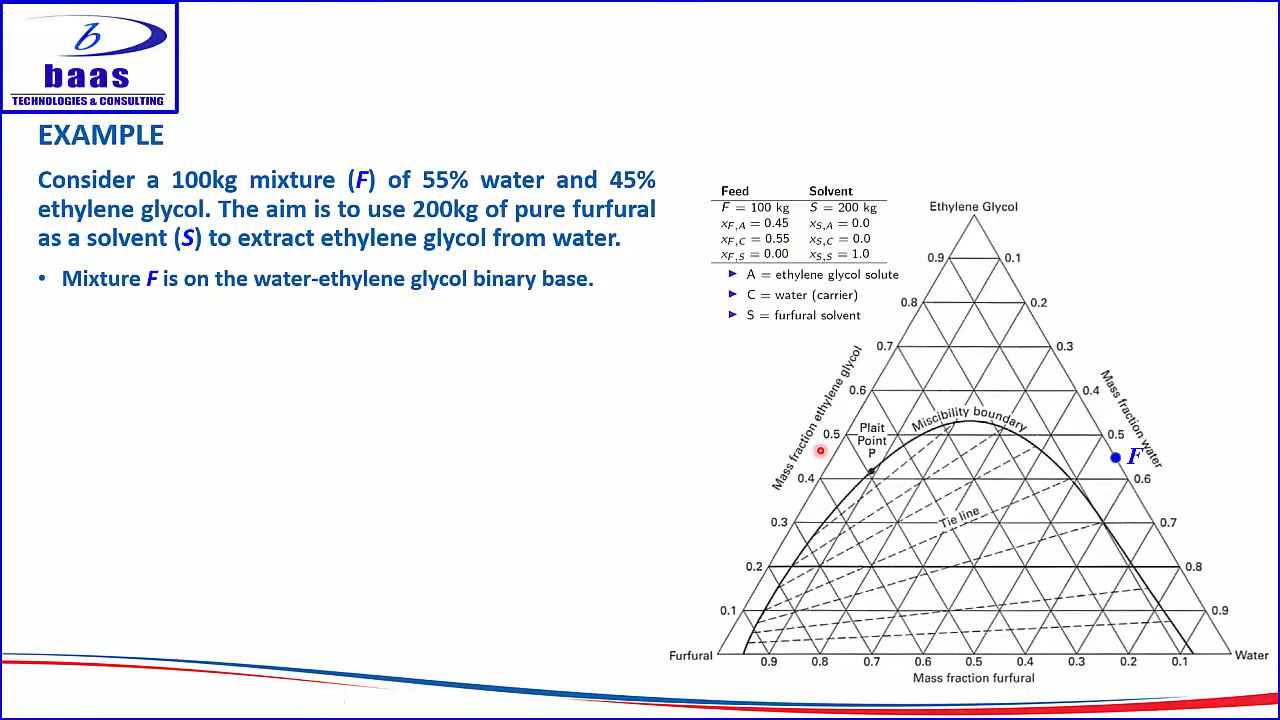 b
baas
TECHNOLOGIES & CONSULTING
EXAMPLE
Consider a 100kg mixture (F) of 55% water and 45%
ethylene glycol. The aim is to use 200kg of pure furfural
as a solvent (S) to extract ethylene glycol from water.
• Mixture F is on the water-ethylene glycol binary base.
Feed Solvent
F = 100 kg S = 200 kg
xF,A = 0.45 xS,A = 0.0
xF,C = 0.55 xS,C = 0.0
xF,S = 0.00 xS,S = 1.0
A = ethylene glycol solute
C = water (carrier)
S = furfural solvent
Ethylene Glycol
0.9 0.1
0.8 0.2
0.7 0.3
0.6 0.4
0.5 0.5
0.4 0.6
0.3 0.7
0.2 0.8
0.1 0.9
Mass fraction ethylene glycol
Mass fraction water
Miscibility boundary
Plait
Point
P
F
Tie line
Furfural
Water
0.9 0.8 0.7 0.6 0.5 0.4 0.3 0.2 0.1
Mass fraction furfural